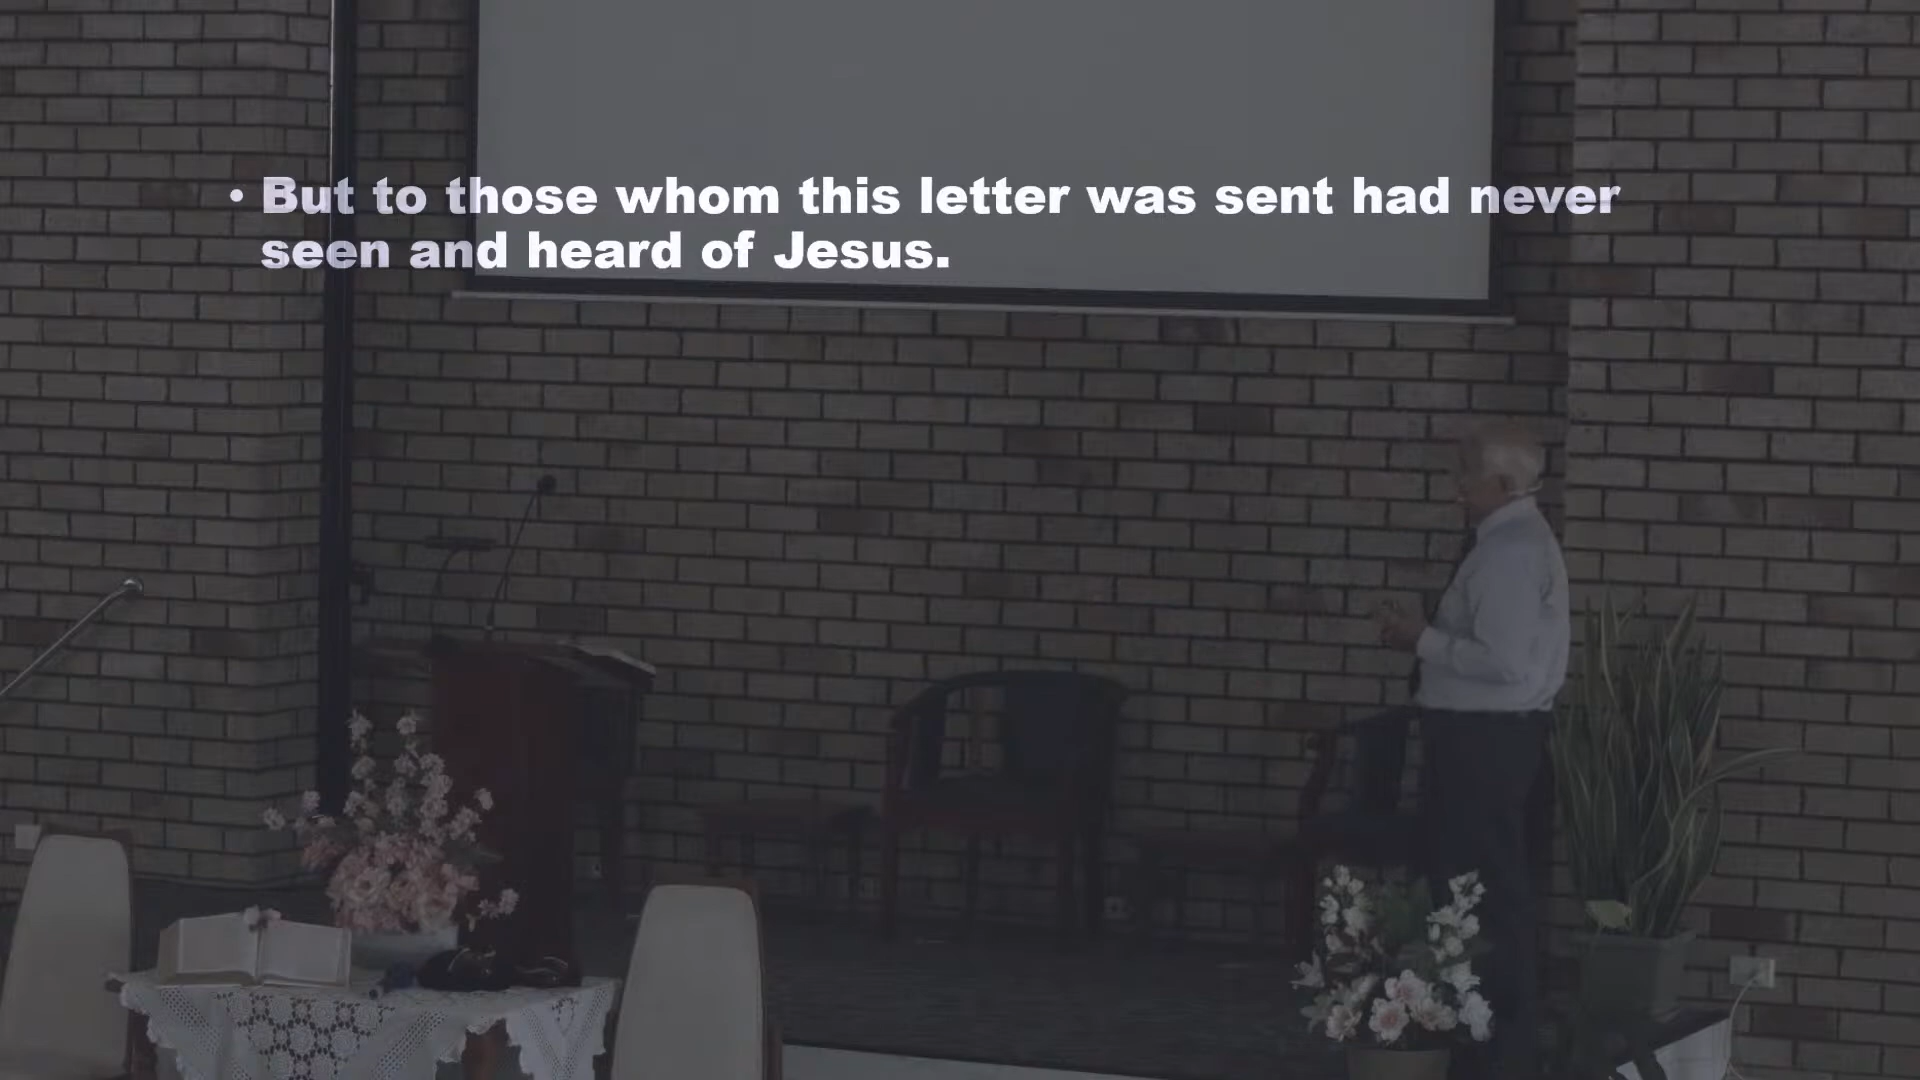 • But to those whom this letter was sent had never
seen and heard of Jesus.